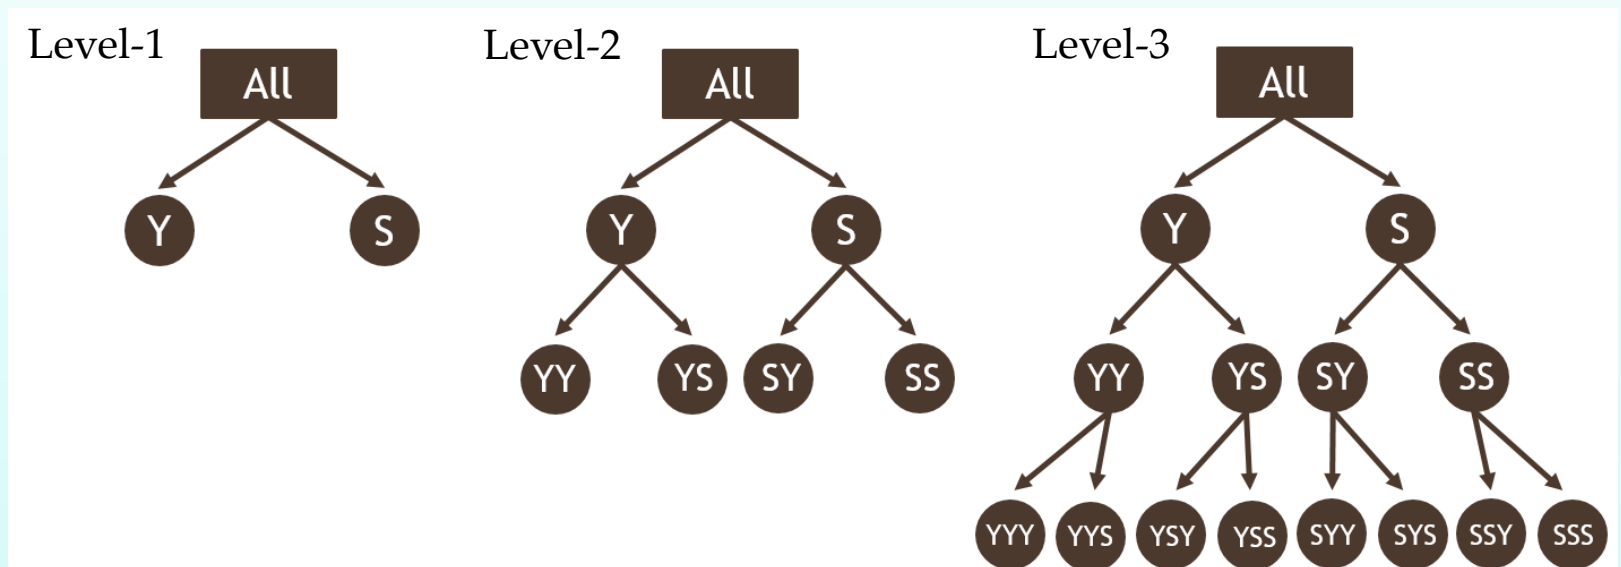 Level-1
All
Y S
Level-2
All
Y S
YY YS SY SS
Level-3
All
Y S
YY YS SY SS
YYY YYS YSY YSS SYY SYS SSY SSS